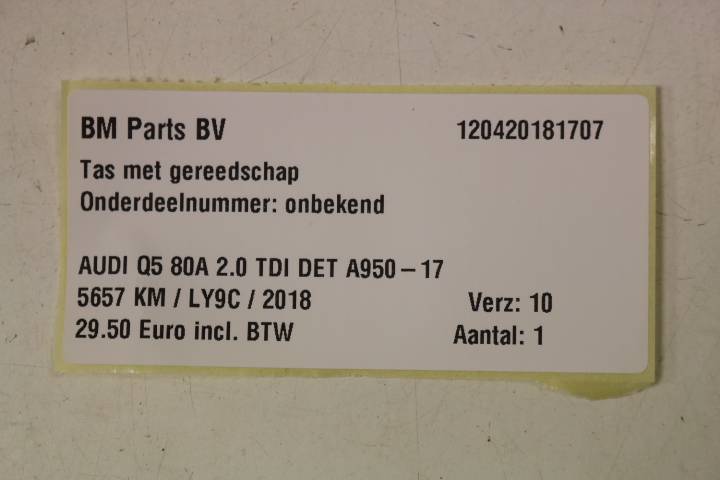 BM Parts BV 120420181707
Tas met gereedschap
Onderdeelnummer: onbekend
AUDI Q5 80A 2.0 TDI DET A950-17
5657 KM / LY9C / 2018 Verz: 10
29.50 Euro incl. BTW Aantal: 1